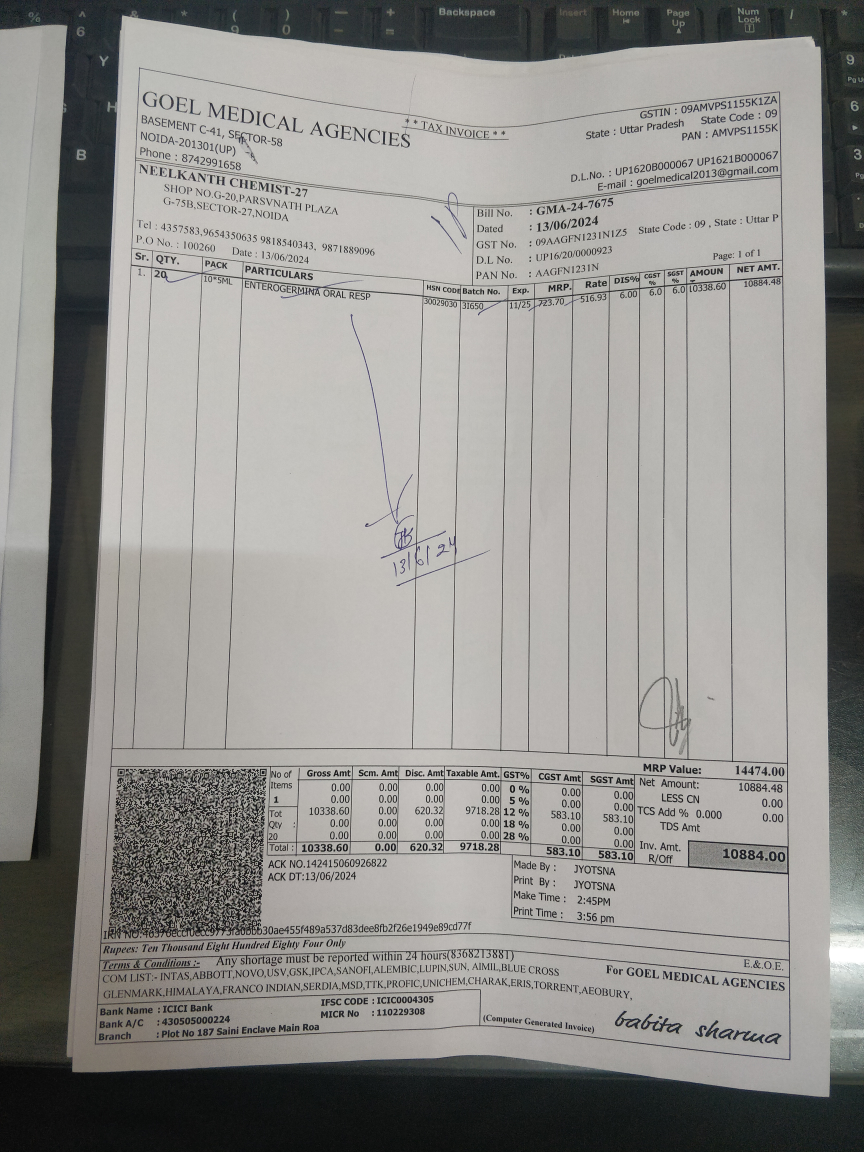 GOEL MEDICAL AGENCIES
BASEMENT C-41, SECTOR-58
NOIDA-201301(UP)
Phone : 8742991658
* * TAX INVOICE * *
GSTIN : 09AMVPS1155K1ZA
State : Uttar Pradesh State Code : 09
PAN : AMVPS1155K
D.L.No. : UP1620B000067 UP1621B000067
E-mail : goelmedical2013@gmail.com
NEELKANTH CHEMIST-27
SHOP NO.G-20,PARSVNATH PLAZA
G-75B,SECTOR-27,NOIDA
Tel : 4357583,9654350635 9818540343, 9871889096
P.O No. : 100260 Date : 13/06/2024
Bill No. : GMA-24-7675
Dated : 13/06/2024
GST No. : 09AAGFN1231N1Z5 State Code : 09 , State : Uttar P
D.L No. : UP16/20/0000923
PAN No. : AAGFN1231N Page: 1 of 1
Sr. QTY. PACK PARTICULARS HSN CODE Batch No. Exp. MRP. Rate DIS% CGST % SGST % AMOUN NET AMT.
1. 20 10*5ML ENTEROGERMINA ORAL RESP 30029030 31650 11/25 723.70 516.93 6.00 6.0 6.0 10338.60 10884.48
13/6/24
No of Items 1
Tot Qty : 20
Gross Amt Scm. Amt Disc. Amt Taxable Amt. GST% CGST Amt SGST Amt
0.00 0.00 0.00 0.00 0 % 0.00 0.00
0.00 0.00 0.00 0.00 5 % 0.00 0.00
10338.60 0.00 620.32 9718.28 12 % 583.10 583.10
0.00 0.00 0.00 0.00 18 % 0.00 0.00
0.00 0.00 0.00 0.00 28 % 0.00 0.00
Total : 10338.60 0.00 620.32 9718.28 583.10 583.10
MRP Value: 14474.00
Net Amount: 10884.48
LESS CN 0.00
TCS Add % 0.000 0.00
TDS Amt
Inv. Amt. R/Off 10884.00
ACK NO.142415060926822
ACK DT:13/06/2024
Made By : JYOTSNA
Print By : JYOTSNA
Make Time : 2:45PM
Print Time : 3:56 pm
Rupees: Ten Thousand Eight Hundred Eighty Four Only
Terms & Conditions :- Any shortage must be reported within 24 hours(8368213881)
E.& O.E.
COM LIST:- INTAS,ABBOTT,NOVO,USV,GSK,IPCA,SANOFI,ALEMBIC,LUPIN,SUN, AIMIL,BLUE CROSS
GLENMARK,HIMALAYA,FRANCO INDIAN,SERDIA,MSD,TTK,PROFIC,UNICHEM,CHARAK,ERIS,TORRENT,AEOBURY,
For GOEL MEDICAL AGENCIES
Bank Name : ICICI Bank IFSC CODE : ICIC0004305
Bank A/C : 430505000224 MICR No : 110229308
Branch : Plot No 187 Saini Enclave Main Roa
(Computer Generated Invoice)
babita sharma